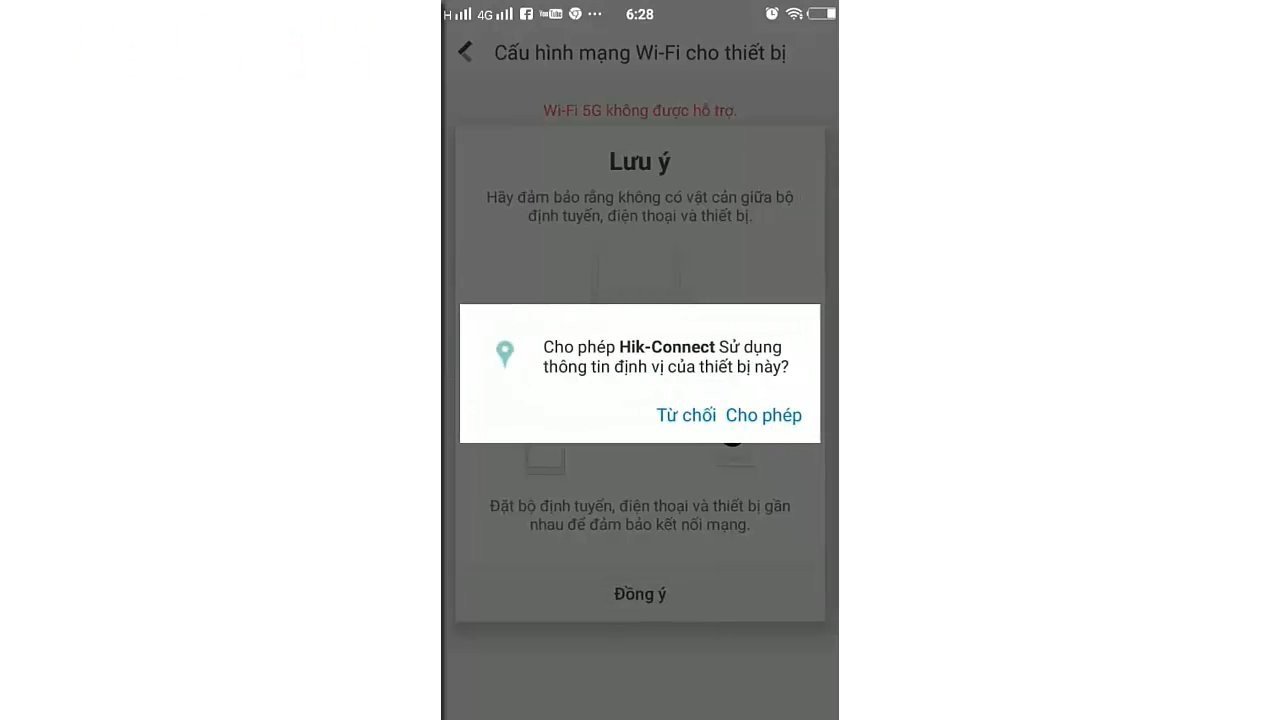 H 4G YouTube ... 6:28
Cấu hình mạng Wi-Fi cho thiết bị
Wi-Fi 5G không được hỗ trợ.
Lưu ý
Hãy đảm bảo rằng không có vật cản giữa bộ
định tuyến, điện thoại và thiết bị.
Cho phép Hik-Connect Sử dụng
thông tin định vị của thiết bị này?
Từ chối Cho phép
Đặt bộ định tuyến, điện thoại và thiết bị gần
nhau để đảm bảo kết nối mạng.
Đồng ý